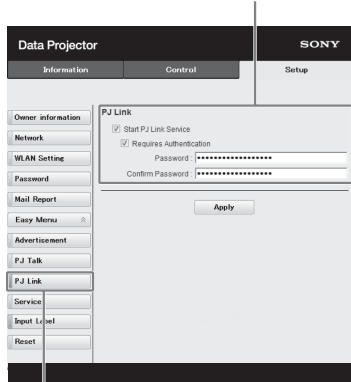 Data Projector
SONY
Information
Control
Setup
Owner information
Network
WLAN Setting
Password
Mail Report
Easy Menu
Advertisement
PJ Talk
PJ Link
Service
Input Label
Reset
PJ Link
Start PJ Link Service
Requires Authentication
Password : ••••••••••••••••••
Confirm Password : ••••••••••••••••••
Apply